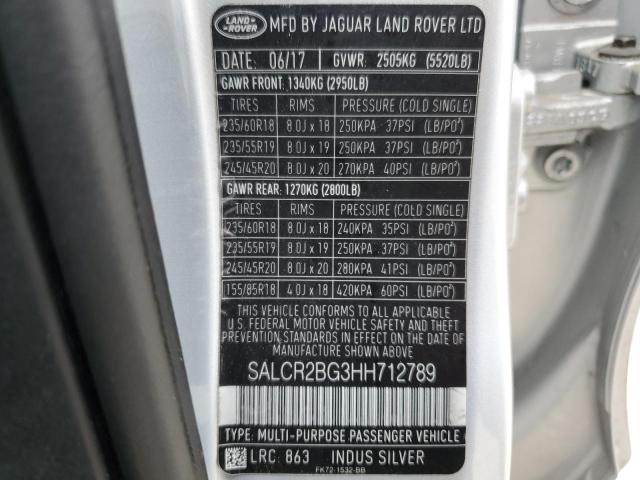 LAND ROVER MFD BY JAGUAR LAND ROVER LTD
DATE: 06/17 GVWR: 2505KG (5520LB)
GAWR FRONT: 1340KG (2950LB)
TIRES RIMS PRESSURE (COLD SINGLE)
235/60R18 8.0J x 18 250KPA 37PSI (LB/PO²)
235/55R19 8.0J x 19 250KPA 37PSI (LB/PO²)
245/45R20 8.0J x 20 270KPA 40PSI (LB/PO²)
GAWR REAR: 1270KG (2800LB)
TIRES RIMS PRESSURE (COLD SINGLE)
235/60R18 8.0J x 18 240KPA 35PSI (LB/PO²)
235/55R19 8.0J x 19 250KPA 37PSI (LB/PO²)
245/45R20 8.0J x 20 280KPA 41PSI (LB/PO²)
155/85R18 4.0J x 18 420KPA 60PSI (LB/PO²)
THIS VEHICLE CONFORMS TO ALL APPLICABLE
U.S. FEDERAL MOTOR VEHICLE SAFETY AND THEFT
PREVENTION STANDARDS IN EFFECT ON THE DATE OF
MANUFACTURE SHOWN ABOVE
SALCR2BG3HH712789
TYPE: MULTI-PURPOSE PASSENGER VEHICLE
LRC: 863 INDUS SILVER
FK72-1532-BB